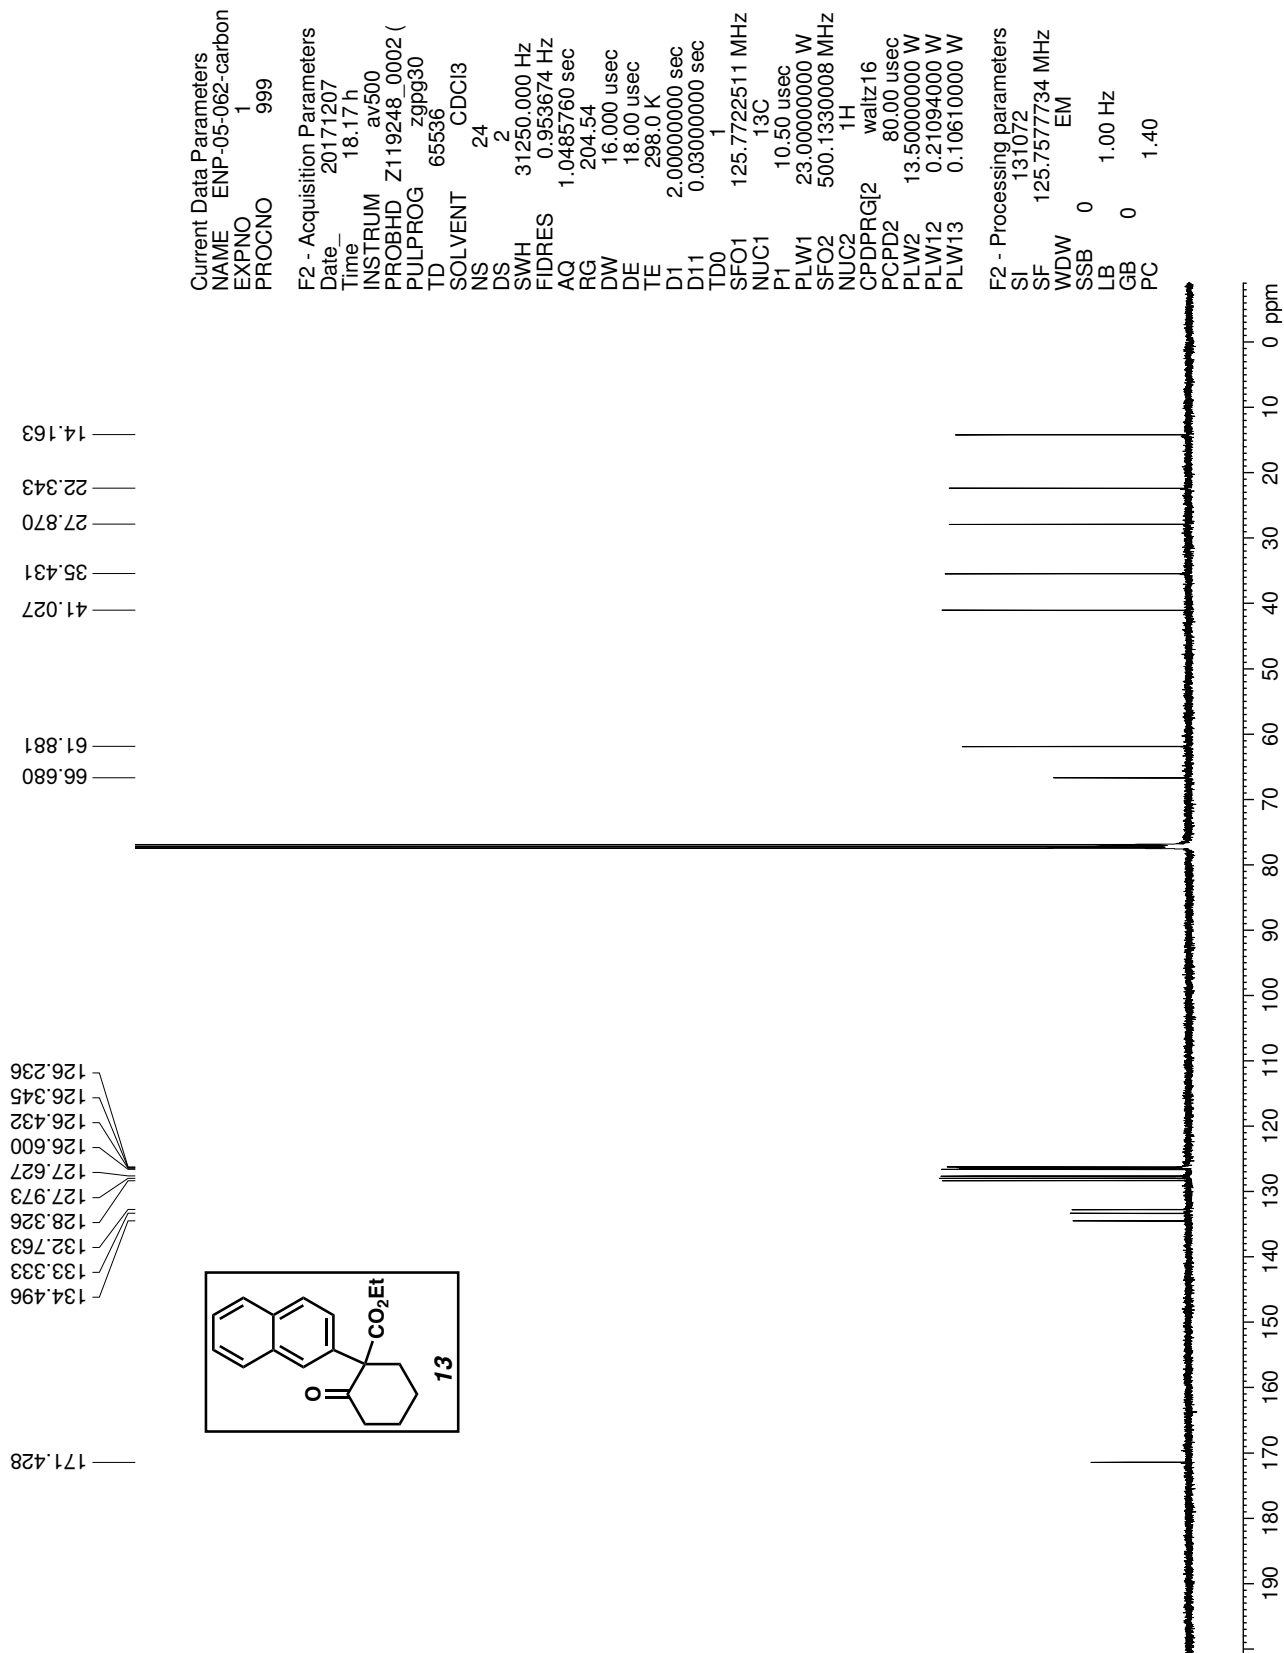 Current Data Parameters
NAME ENP-05-062-carbon
EXPNO 1
PROCNO 999
F2 - Acquisition Parameters
Date_ 20171207
Time 18.17 h
INSTRUM av500
PROBHD Z119248_0002 (
PULPROG zgpg30
TD 65536
SOLVENT CDCl3
NS 24
DS 2
SWH 31250.000 Hz
FIDRES 0.953674 Hz
AQ 1.0485760 sec
RG 204.54
DW 16.000 usec
DE 18.00 usec
TE 298.0 K
D1 2.00000000 sec
D11 0.03000000 sec
TD0 1
SFO1 125.7722511 MHz
NUC1 13C
P1 10.50 usec
PLW1 23.00000000 W
SFO2 500.1330008 MHz
NUC2 1H
CPDPRG[2 waltz16
PCPD2 80.00 usec
PLW2 13.50000000 W
PLW12 0.21094000 W
PLW13 0.10610000 W
F2 - Processing parameters
SI 131072
SF 125.7577734 MHz
WDW EM
SSB 0
LB 1.00 Hz
GB 0
PC 1.40
171.428
134.496
133.333
132.763
128.326
127.973
127.627
126.600
126.432
126.345
126.236
66.680
61.881
41.027
35.431
27.870
22.343
14.163
O
CO2Et
13
190 180 170 160 150 140 130 120 110 100 90 80 70 60 50 40 30 20 10 0 ppm